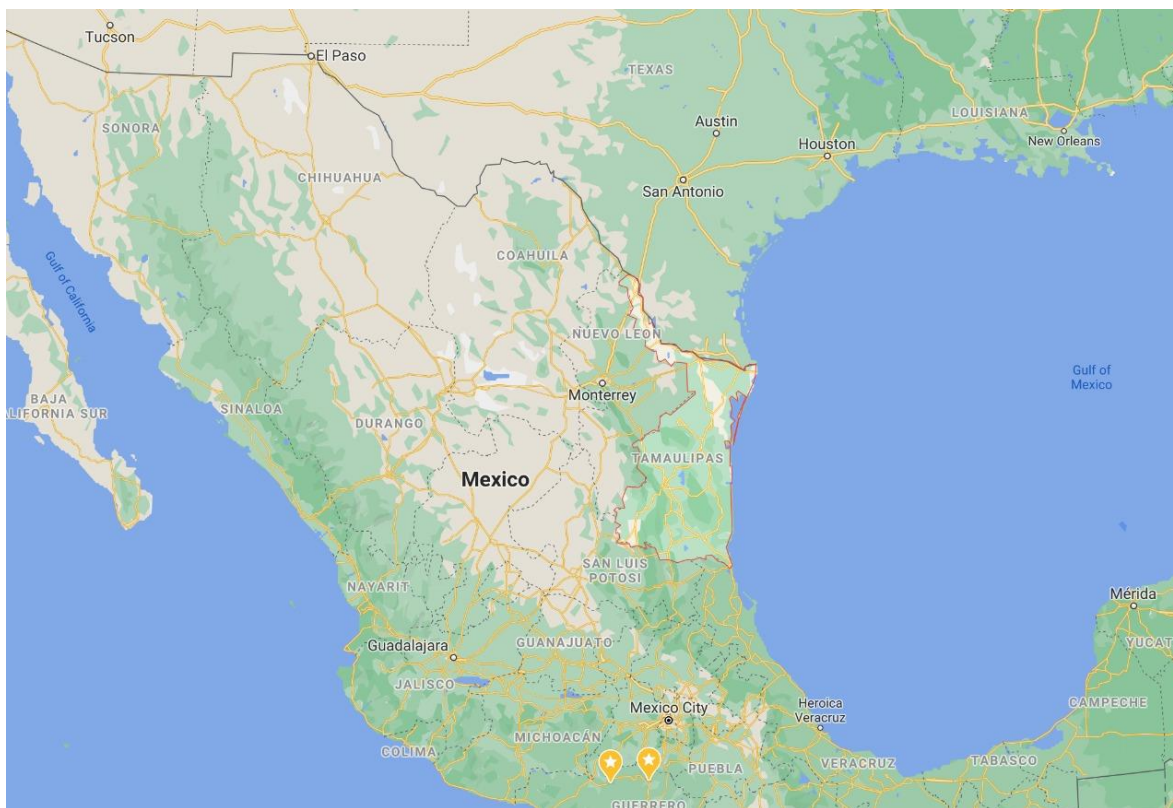 Tucson
El Paso
TEXAS
SONORA
Austin
LOUISIANA
Houston
New Orleans
CHIHUAHUA
San Antonio
COAHUILA
Gulf of California
NUEVO LEON
Gulf of
Mexico
Monterrey
BAJA
ALIFORNIA SUR
SINALOA
DURANGO
TAMAULIPAS
Mexico
SAN LUIS
POTOSI
NAYARIT
Mérida
Guadalajara
GUANAJUATO
YUCAT
JALISCO
Mexico City
Heroica
Veracruz
CAMPECHE
MICHOACÁN
COLIMA
PUEBLA
VERACRUZ
TABASCO
GUERRERO